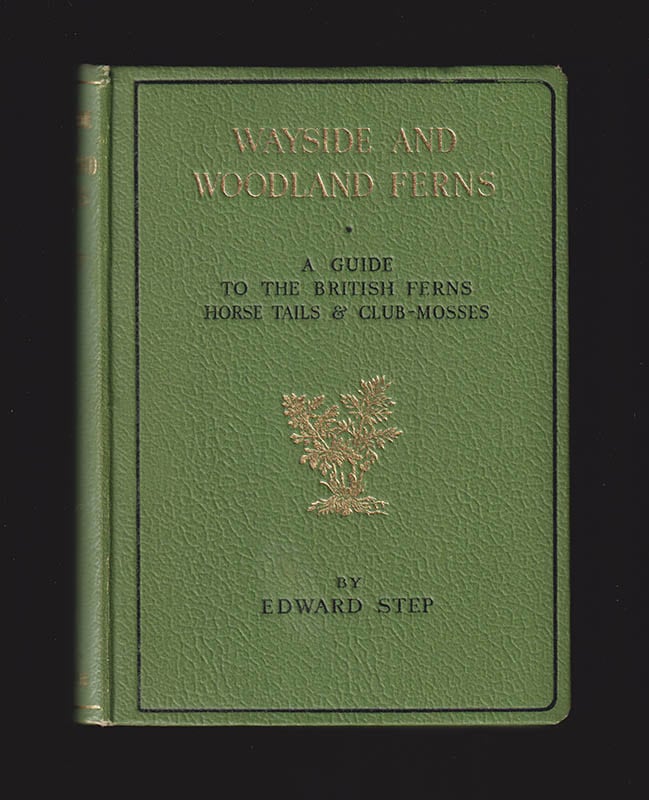 WAYSIDE AND
WOODLAND FERNS
A GUIDE
TO THE BRITISH FERNS
HORSE TAILS & CLUB-MOSSES
BY
EDWARD STEP